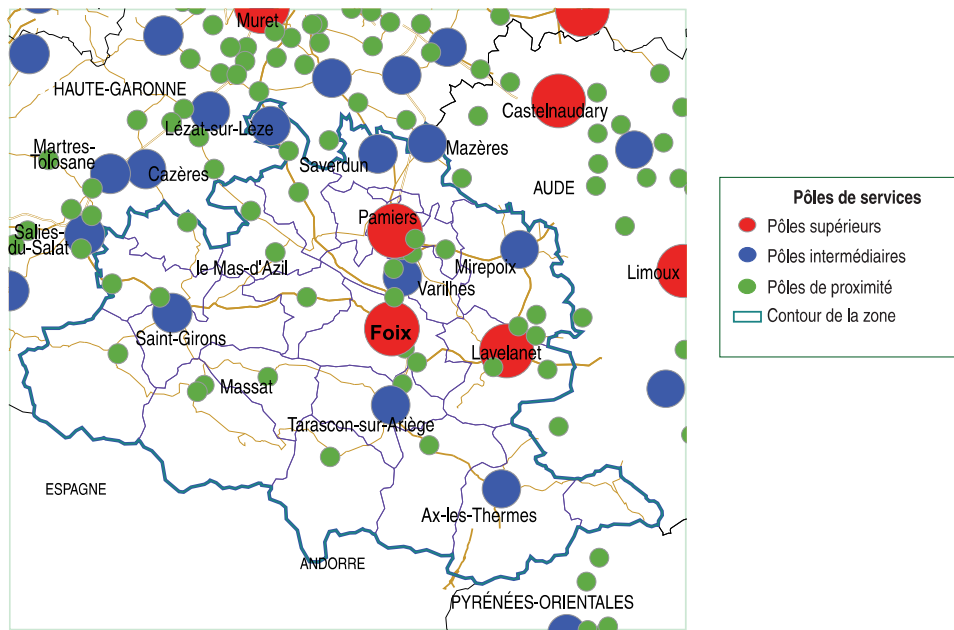 Muret
HAUTE-GARONNE
Castelnaudary
Lézat-sur-Lèze
Martres-
Tolosane
Saverdun
Mazères
Cazères
AUDE
Pamiers
Salies-
du-Salat
le Mas-d'Azil
Mirepoix
Limoux
Varilhes
Saint-Girons
Foix
Lavelanet
Massat
Tarascon-sur-Ariège
ESPAGNE
Ax-les-Thermes
ANDORRE
PYRÉNÉES-ORIENTALES
Pôles de services
Pôles supérieurs
Pôles intermédiaires
Pôles de proximité
Contour de la zone